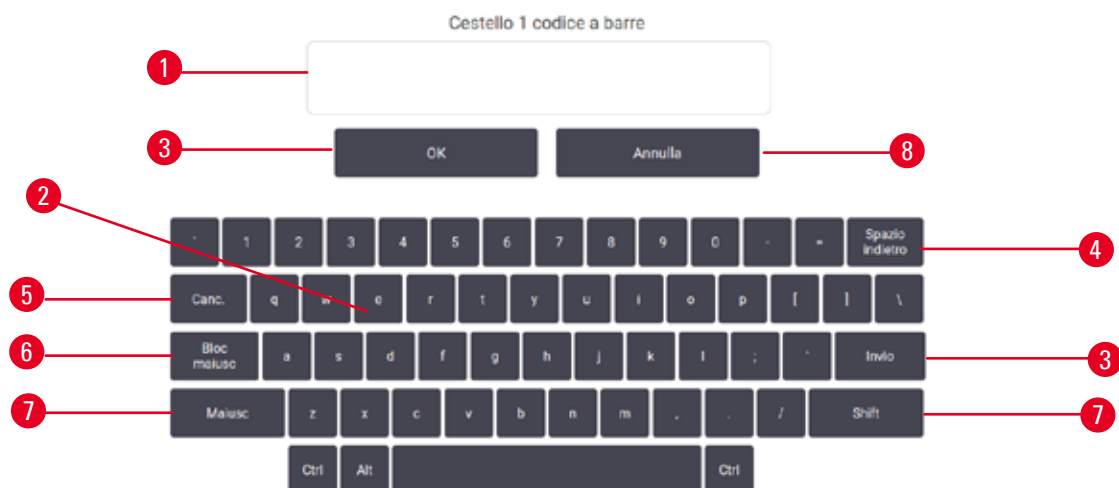 Cestello 1 codice a barre
1
3 OK Annulla 8
2
` 1 2 3 4 5 6 7 8 9 0 - = Spazio indietro 4
5 Canc. q w e r t y u i o p [ ] \
6 Bloc maiusc a s d f g h j k l ; ' Invio 3
7 Maiusc z x c v b n m , . / Shift 7
Ctrl Alt Ctrl